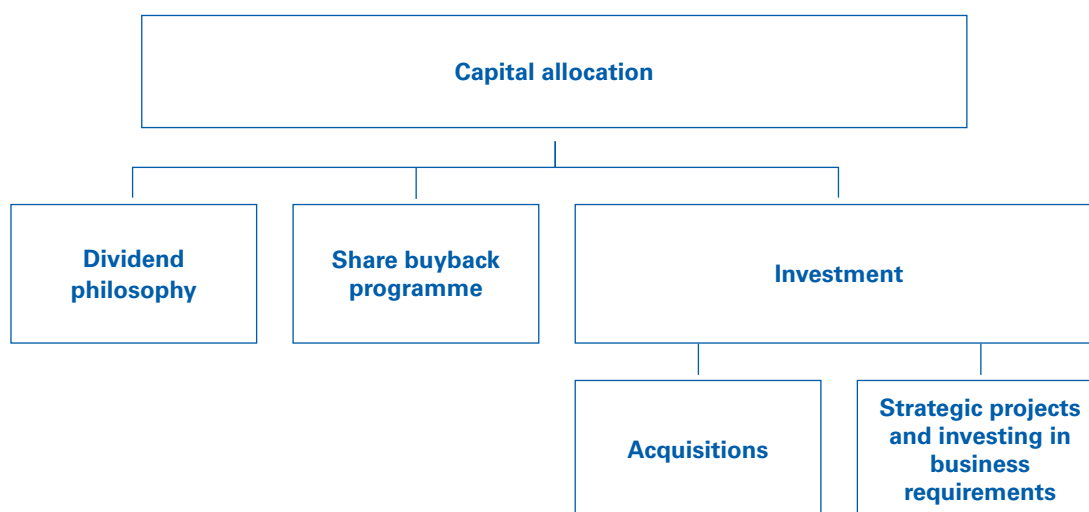 Capital allocation
Dividend
philosophy
Share buyback
programme
Investment
Acquisitions
Strategic projects
and investing in
business
requirements